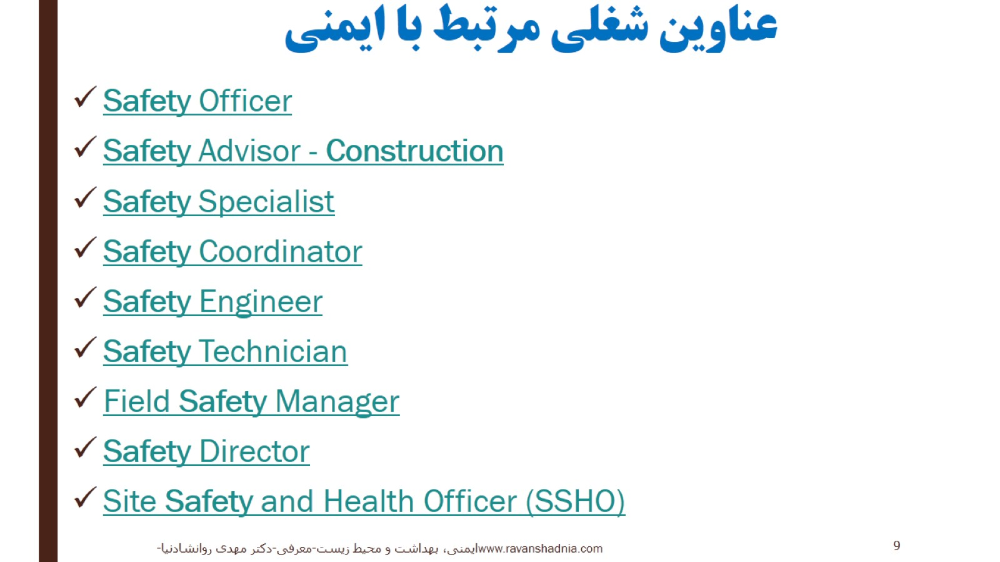 عناوین شغلی مرتبط با ایمنی
✓ Safety Officer
✓ Safety Advisor - Construction
✓ Safety Specialist
✓ Safety Coordinator
✓ Safety Engineer
✓ Safety Technician
✓ Field Safety Manager
✓ Safety Director
✓ Site Safety and Health Officer (SSHO)
www.ravanshadnia.comایمنی، بهداشت و محیط زیست-معرفی-دکتر مهدی روانشادنیا-
9